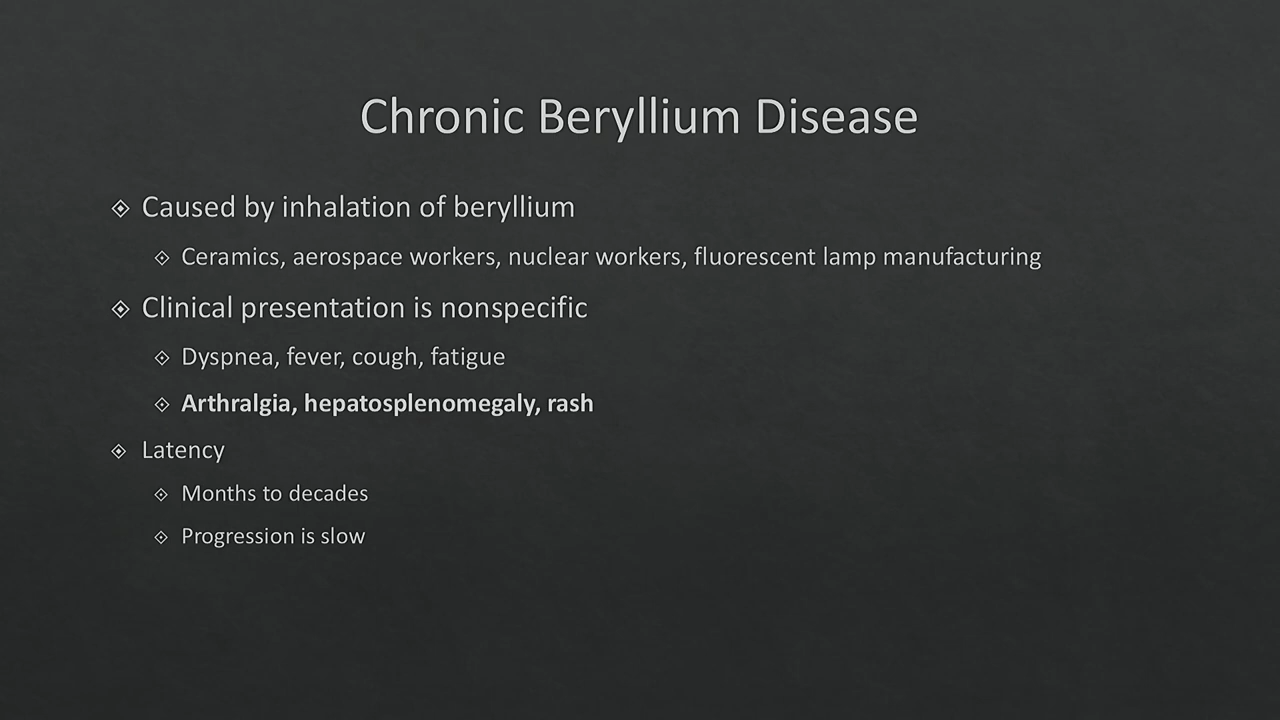 Chronic Beryllium Disease
Caused by inhalation of beryllium
Ceramics, aerospace workers, nuclear workers, fluorescent lamp manufacturing
Clinical presentation is nonspecific
Dyspnea, fever, cough, fatigue
Arthralgia, hepatosplenomegaly, rash
Latency
Months to decades
Progression is slow